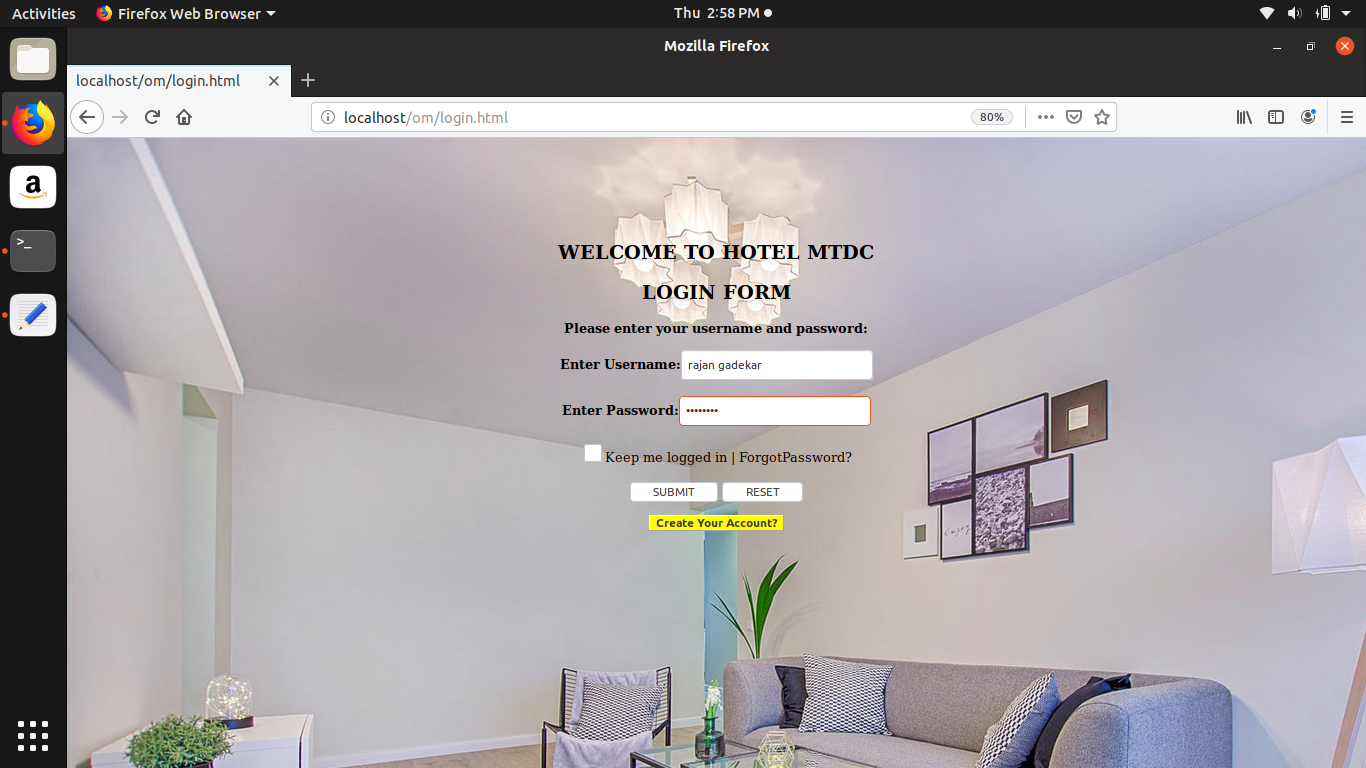 Activities Firefox Web Browser Thu 2:58 PM
Mozilla Firefox
localhost/om/login.html
localhost/om/login.html 80%
WELCOME TO HOTEL MTDC
LOGIN FORM
Please enter your username and password:
Enter Username: rajan gadekar
Enter Password: ••••••••
Keep me logged in | ForgotPassword?
SUBMIT RESET
Create Your Account?
a
>_
enjoy